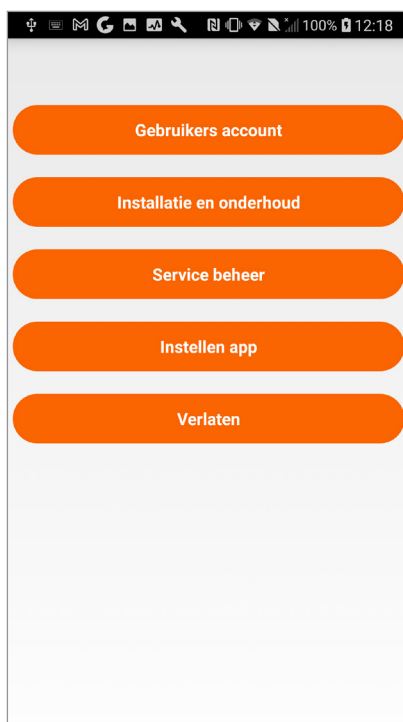 100% 12:18
Gebruikers account
Installatie en onderhoud
Service beheer
Instellen app
Verlaten